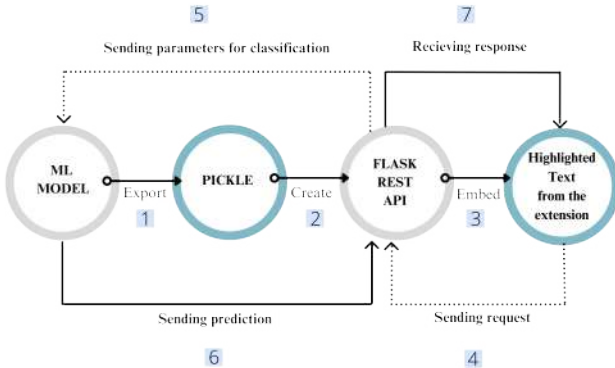 5
7
Sending parameters for classification
Recieving response
ML
MODEL
Export
1
PICKLE
Create
2
FLASK
REST
API
Embed
3
Highlighted
Text
from the
extension
Sending prediction
Sending request
6
4